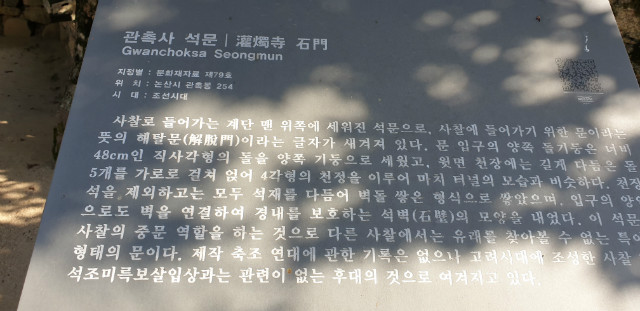 관촉사 석문 | 灌燭寺 石門
Gwanchoksa Seongmun
지정별 : 문화재자료 제79호
위 치 : 논산시 관촉동 254
시 대 : 조선시대
사찰로 들어가는 계단 맨 위쪽에 세워진 석문으로, 사찰에 들어가기 위한 문이라는
뜻의 해탈문(解脫門)이라는 글자가 새겨져 있다. 문 입구의 양쪽 돌기둥은 너비
48cm인 직사각형의 돌을 양쪽 기둥으로 세웠고, 윗면 천장에는 길게 다듬은 돌
5개를 가로로 걸쳐 얹어 4각형의 천정을 이루어 마치 터널의 모습과 비슷하다.
석을 제외하고는 모두 석재를 다듬어 벽돌 쌓은 형식으로 쌓았으며, 입구의
으로도 벽을 연결하여 경내를 보호하는 석벽(石壁)의 모양을 내었다. 이 석문
사찰의 중문 역할을 하는 것으로 다른 사찰에서는 유래를 찾아볼 수 없는
형태의 문이다. 제작 축조 연대에 관한 기록은 없으나 고려시대에 조성한 사찰
석조미륵보살입상과는 관련이 없는 후대의 것으로 여겨지고 있다.